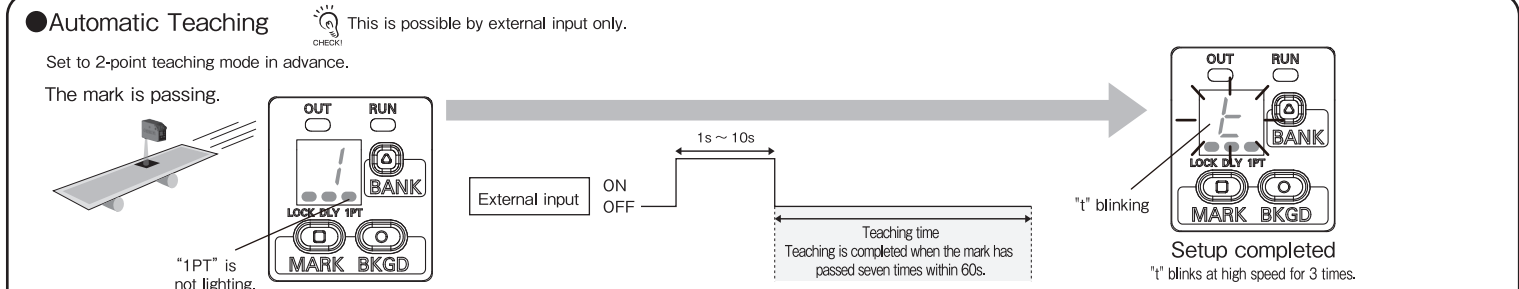 ●Automatic Teaching
CHECK!
This is possible by external input only.
Set to 2-point teaching mode in advance.
The mark is passing.
OUT RUN
1
BANK
LOCK DLY 1PT
MARK BKGD
"1PT" is
not lighting.
1s ~ 10s
External input
ON
OFF
Teaching time
Teaching is completed when the mark has
passed seven times within 60s.
OUT RUN
t
BANK
LOCK DLY 1PT
MARK BKGD
"t" blinking
Setup completed
"t" blinks at high speed for 3 times.